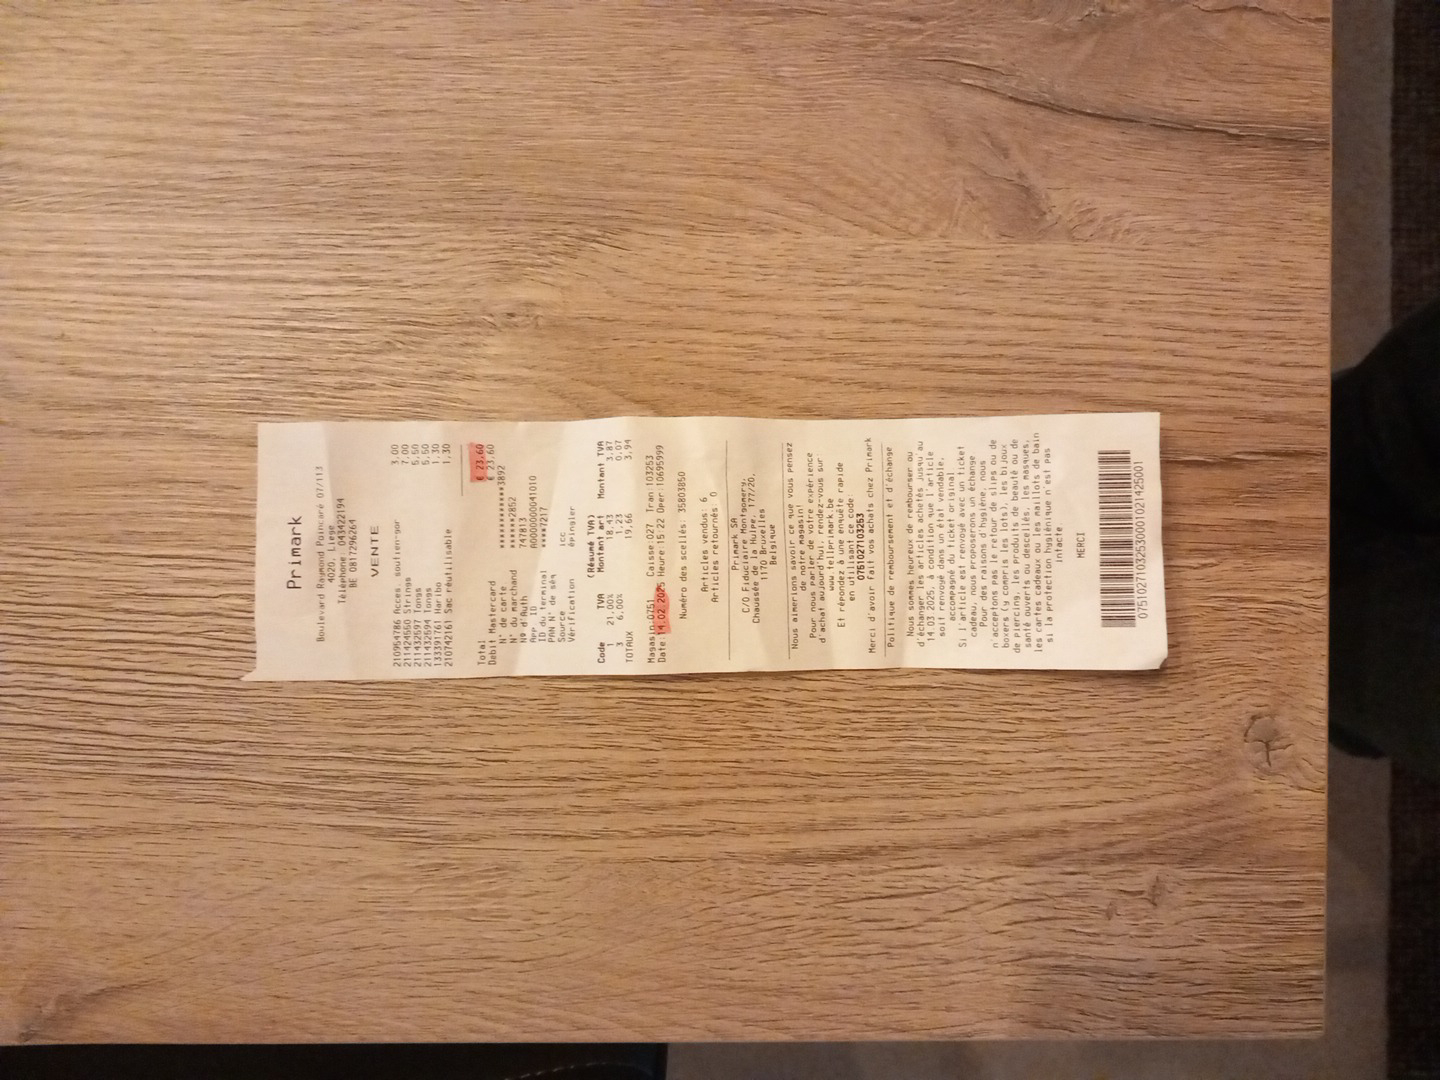 Primark
Boulevard Raymond Poincaré 07/113
4020, Liege
Téléphone : 043422194
BE 0817296264
VENTE
210954786 Acces. soutien-gor 3,00
211424560 Strings 7,00
211432597 Tongs 5,50
211432594 Tongs 5,50
133391761 Haribo 1,30
210742161 Sac réutilisable 1,30
Total € 23,60
Debit Mastercard € 23,60
N° de carte ************3892
N° du marchand ******2852
Nº d'Auth 747813
App ID A0000000041010
ID du terminal ****7217
PAN N° de séq
Source icc
Vérification épingler
(Résumé TVA)
Code TVA Montant art Montant TVA
1 21,00% 18,43 3,87
3 6,00% 1,23 0,07
TOTAUX 19,66 3,94
Magasin:0751 Caisse:027 Tran:103253
Date:14.02.2025 Heure:15:22 Oper:10695999
Numéro des scellés: 35803850
Articles vendus: 6
Articles retournés: 0
Primark SA
C/O Fiduciaire Montgomery,
Chaussée de la Hulpe, 177/20,
1170 Bruxelles
Belgique
Nous aimerions savoir ce que vous pensez
de notre magasin!
Pour nous parler de votre expérience
d'achat aujourd'hui, rendez-vous sur:
www.tellprimark.be
Et répondez à une enquête rapide
en utilisant ce code
0751027103253
Merci d'avoir fait vos achats chez Primark
Politique de remboursement et d'échange
Nous sommes heureux de rembourser ou
d'échanger les articles achetés jusqu'au
14.03.2025, à condition que l'article
soit renvoyé dans un état vendable,
accompagné du ticket original.
Si l'article est renvoyé avec un ticket
cadeau, nous proposerons un échange
Pour des raisons d'hygiène, nous
n'acceptons pas le retour de slips ou de
boxers (y compris les lots), les bijoux
de piercing, les produits de beauté ou de
santé ouverts ou descellés, les masques,
les cartes cadeaux ou les maillots de bain
si la protection hygiénique n'est pas
intacte
MERCI
0751027103253001021425001